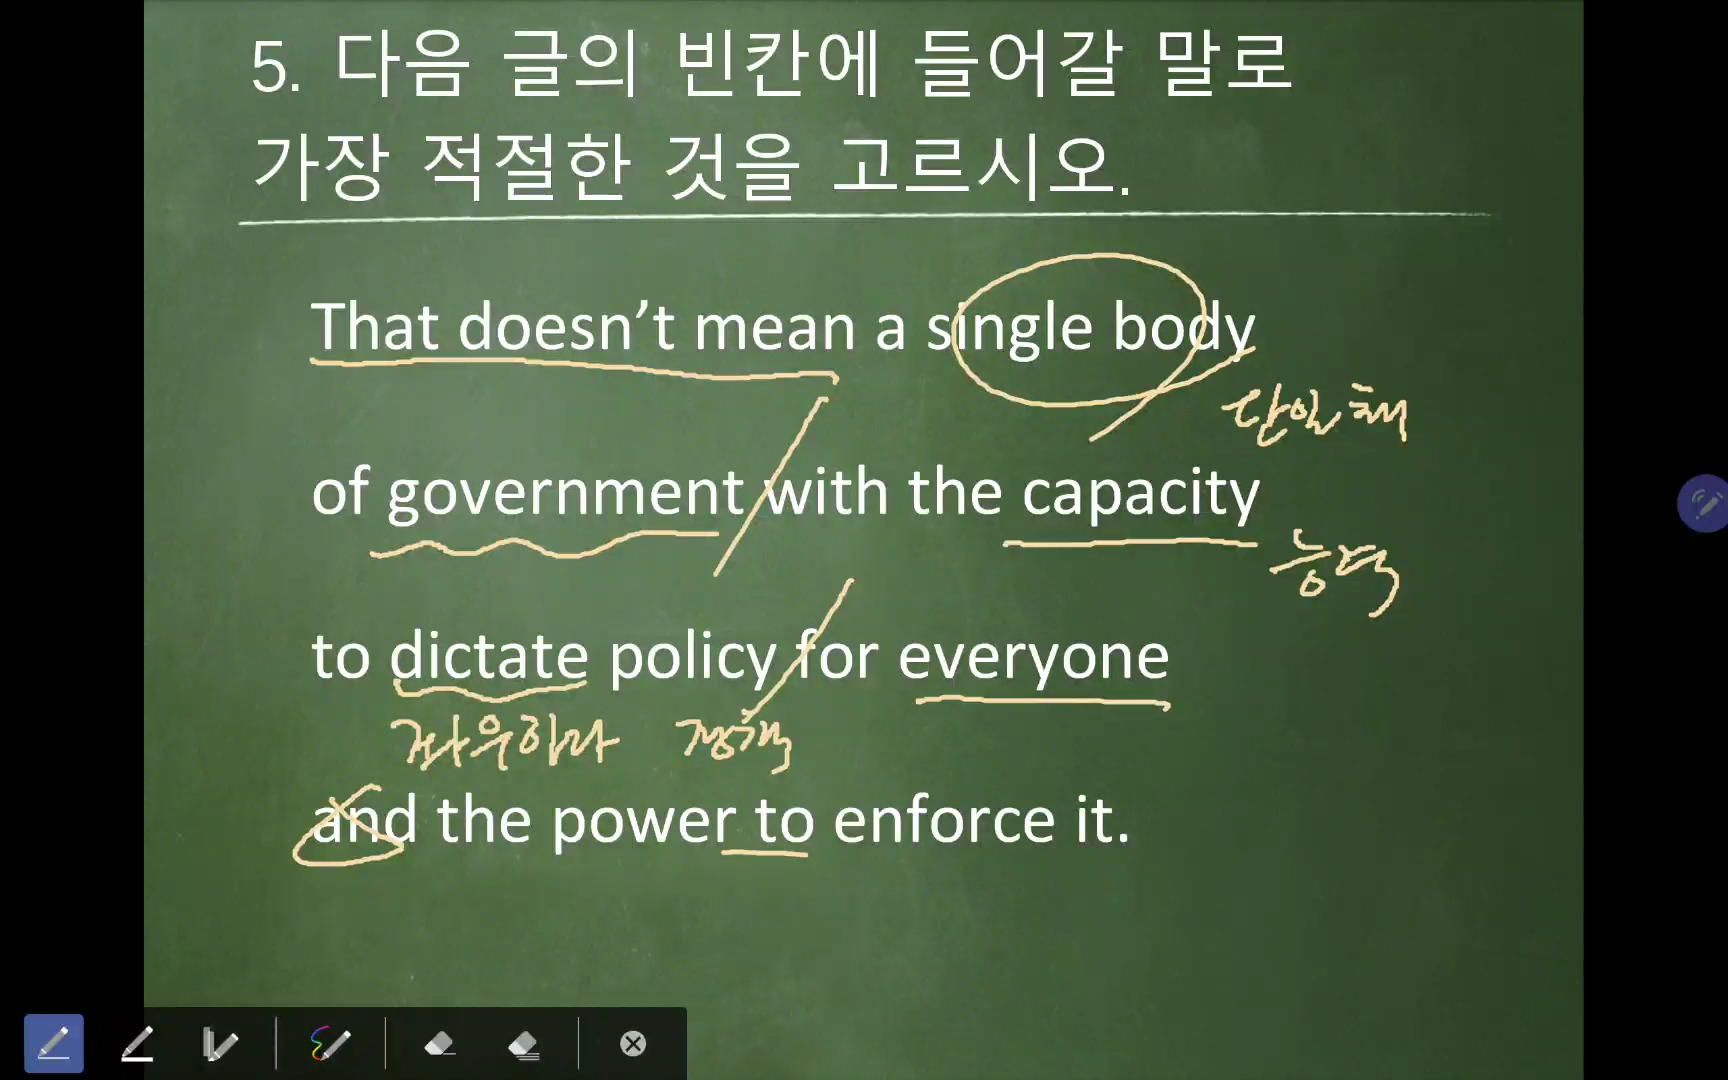 5. 다음 글의 빈칸에 들어갈 말로
가장 적절한 것을 고르시오.
That doesn’t mean a single body
단일체
of government with the capacity
능력
to dictate policy for everyone
좌우하다 정책
and the power to enforce it.